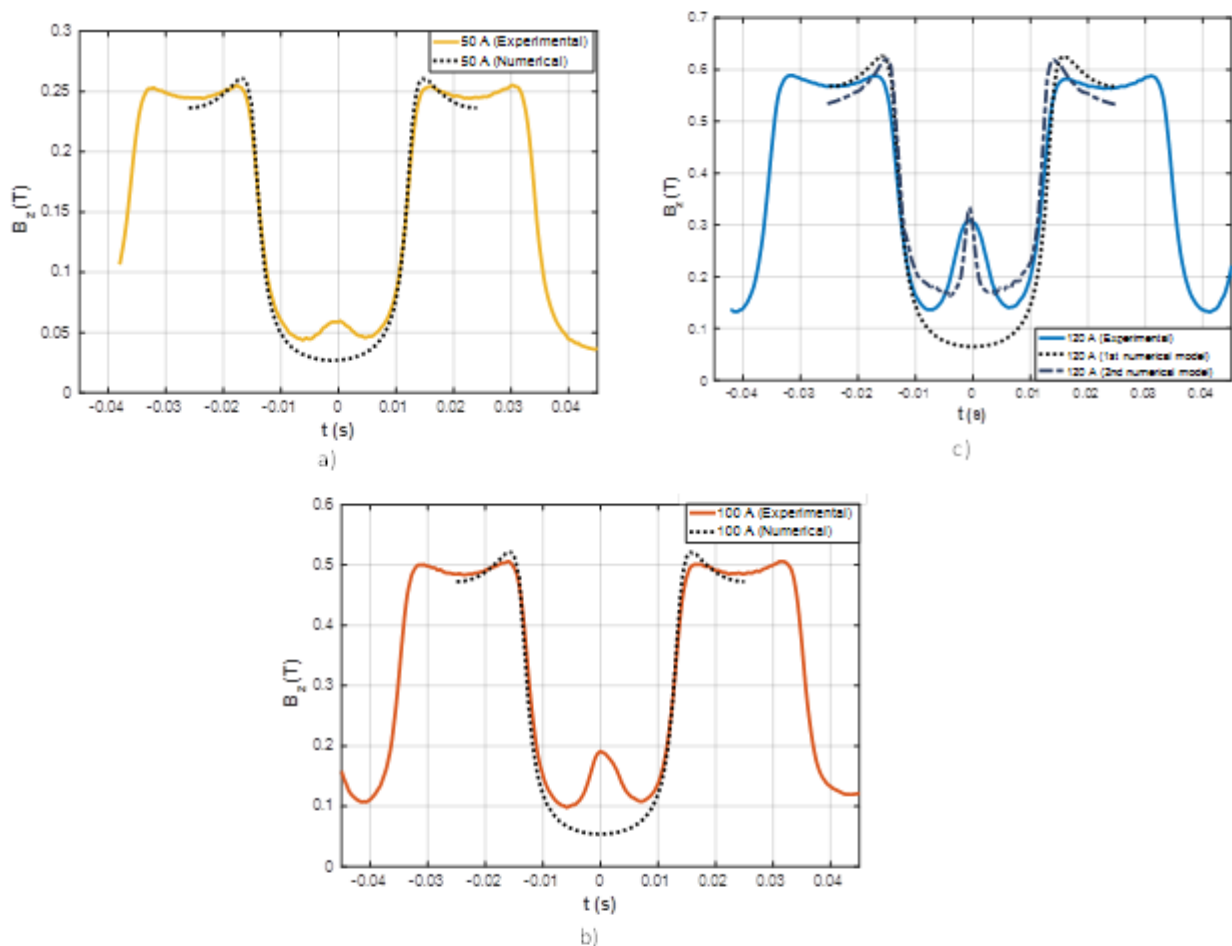 0.3
0.25
0.2
0.15
0.1
0.05
0
B_z(T)
-0.04 -0.03 -0.02 -0.01 0 0.01 0.02 0.03 0.04
t (s)
50 A (Experimental)
50 A (Numerical)
a)
0.7
0.6
0.5
0.4
0.3
0.2
0.1
0
B_z(T)
-0.04 -0.03 -0.02 -0.01 0 0.01 0.02 0.03 0.04
t (s)
120 A (Experimental)
120 A (1st numerical model)
120 A (2nd numerical model)
c)
0.6
0.5
0.4
0.3
0.2
0.1
0
B_z(T)
-0.04 -0.03 -0.02 -0.01 0 0.01 0.02 0.03 0.04
t (s)
100 A (Experimental)
100 A (Numerical)
b)